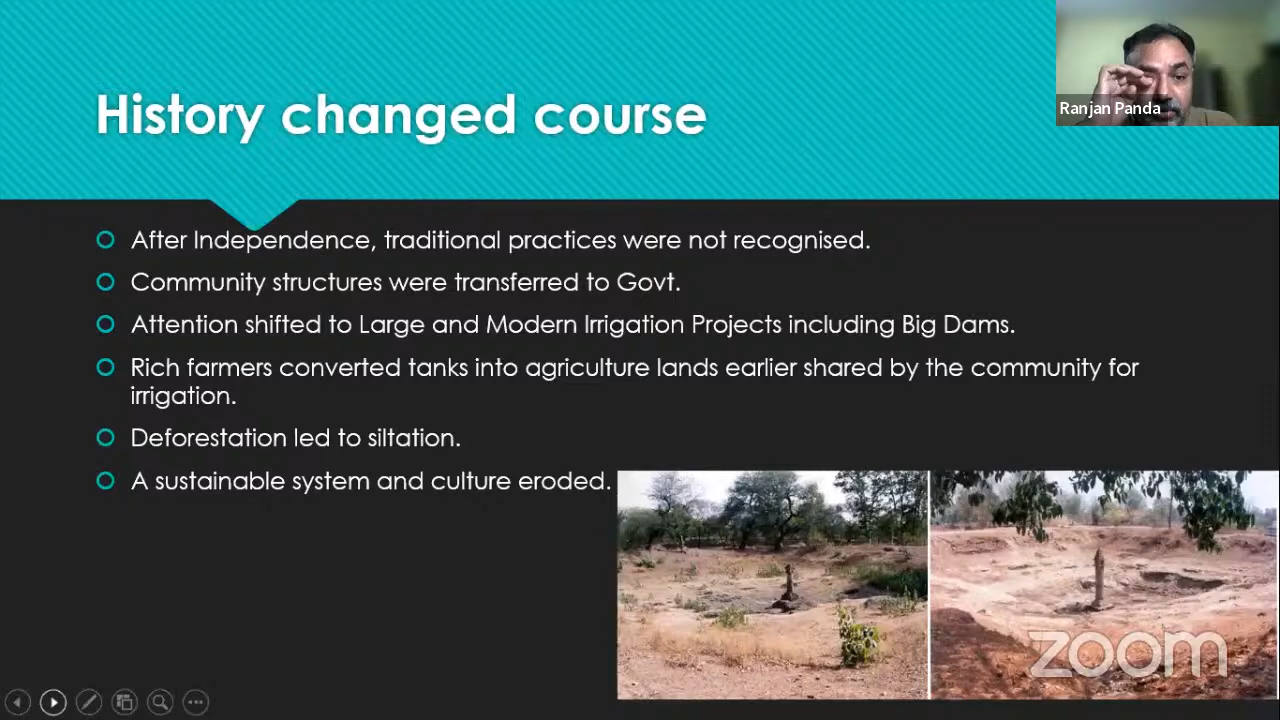 History changed course
Ranjan Panda
After Independence, traditional practices were not recognised.
Community structures were transferred to Govt.
Attention shifted to Large and Modern Irrigation Projects including Big Dams.
Rich farmers converted tanks into agriculture lands earlier shared by the community for
irrigation.
Deforestation led to siltation.
A sustainable system and culture eroded.
zoom